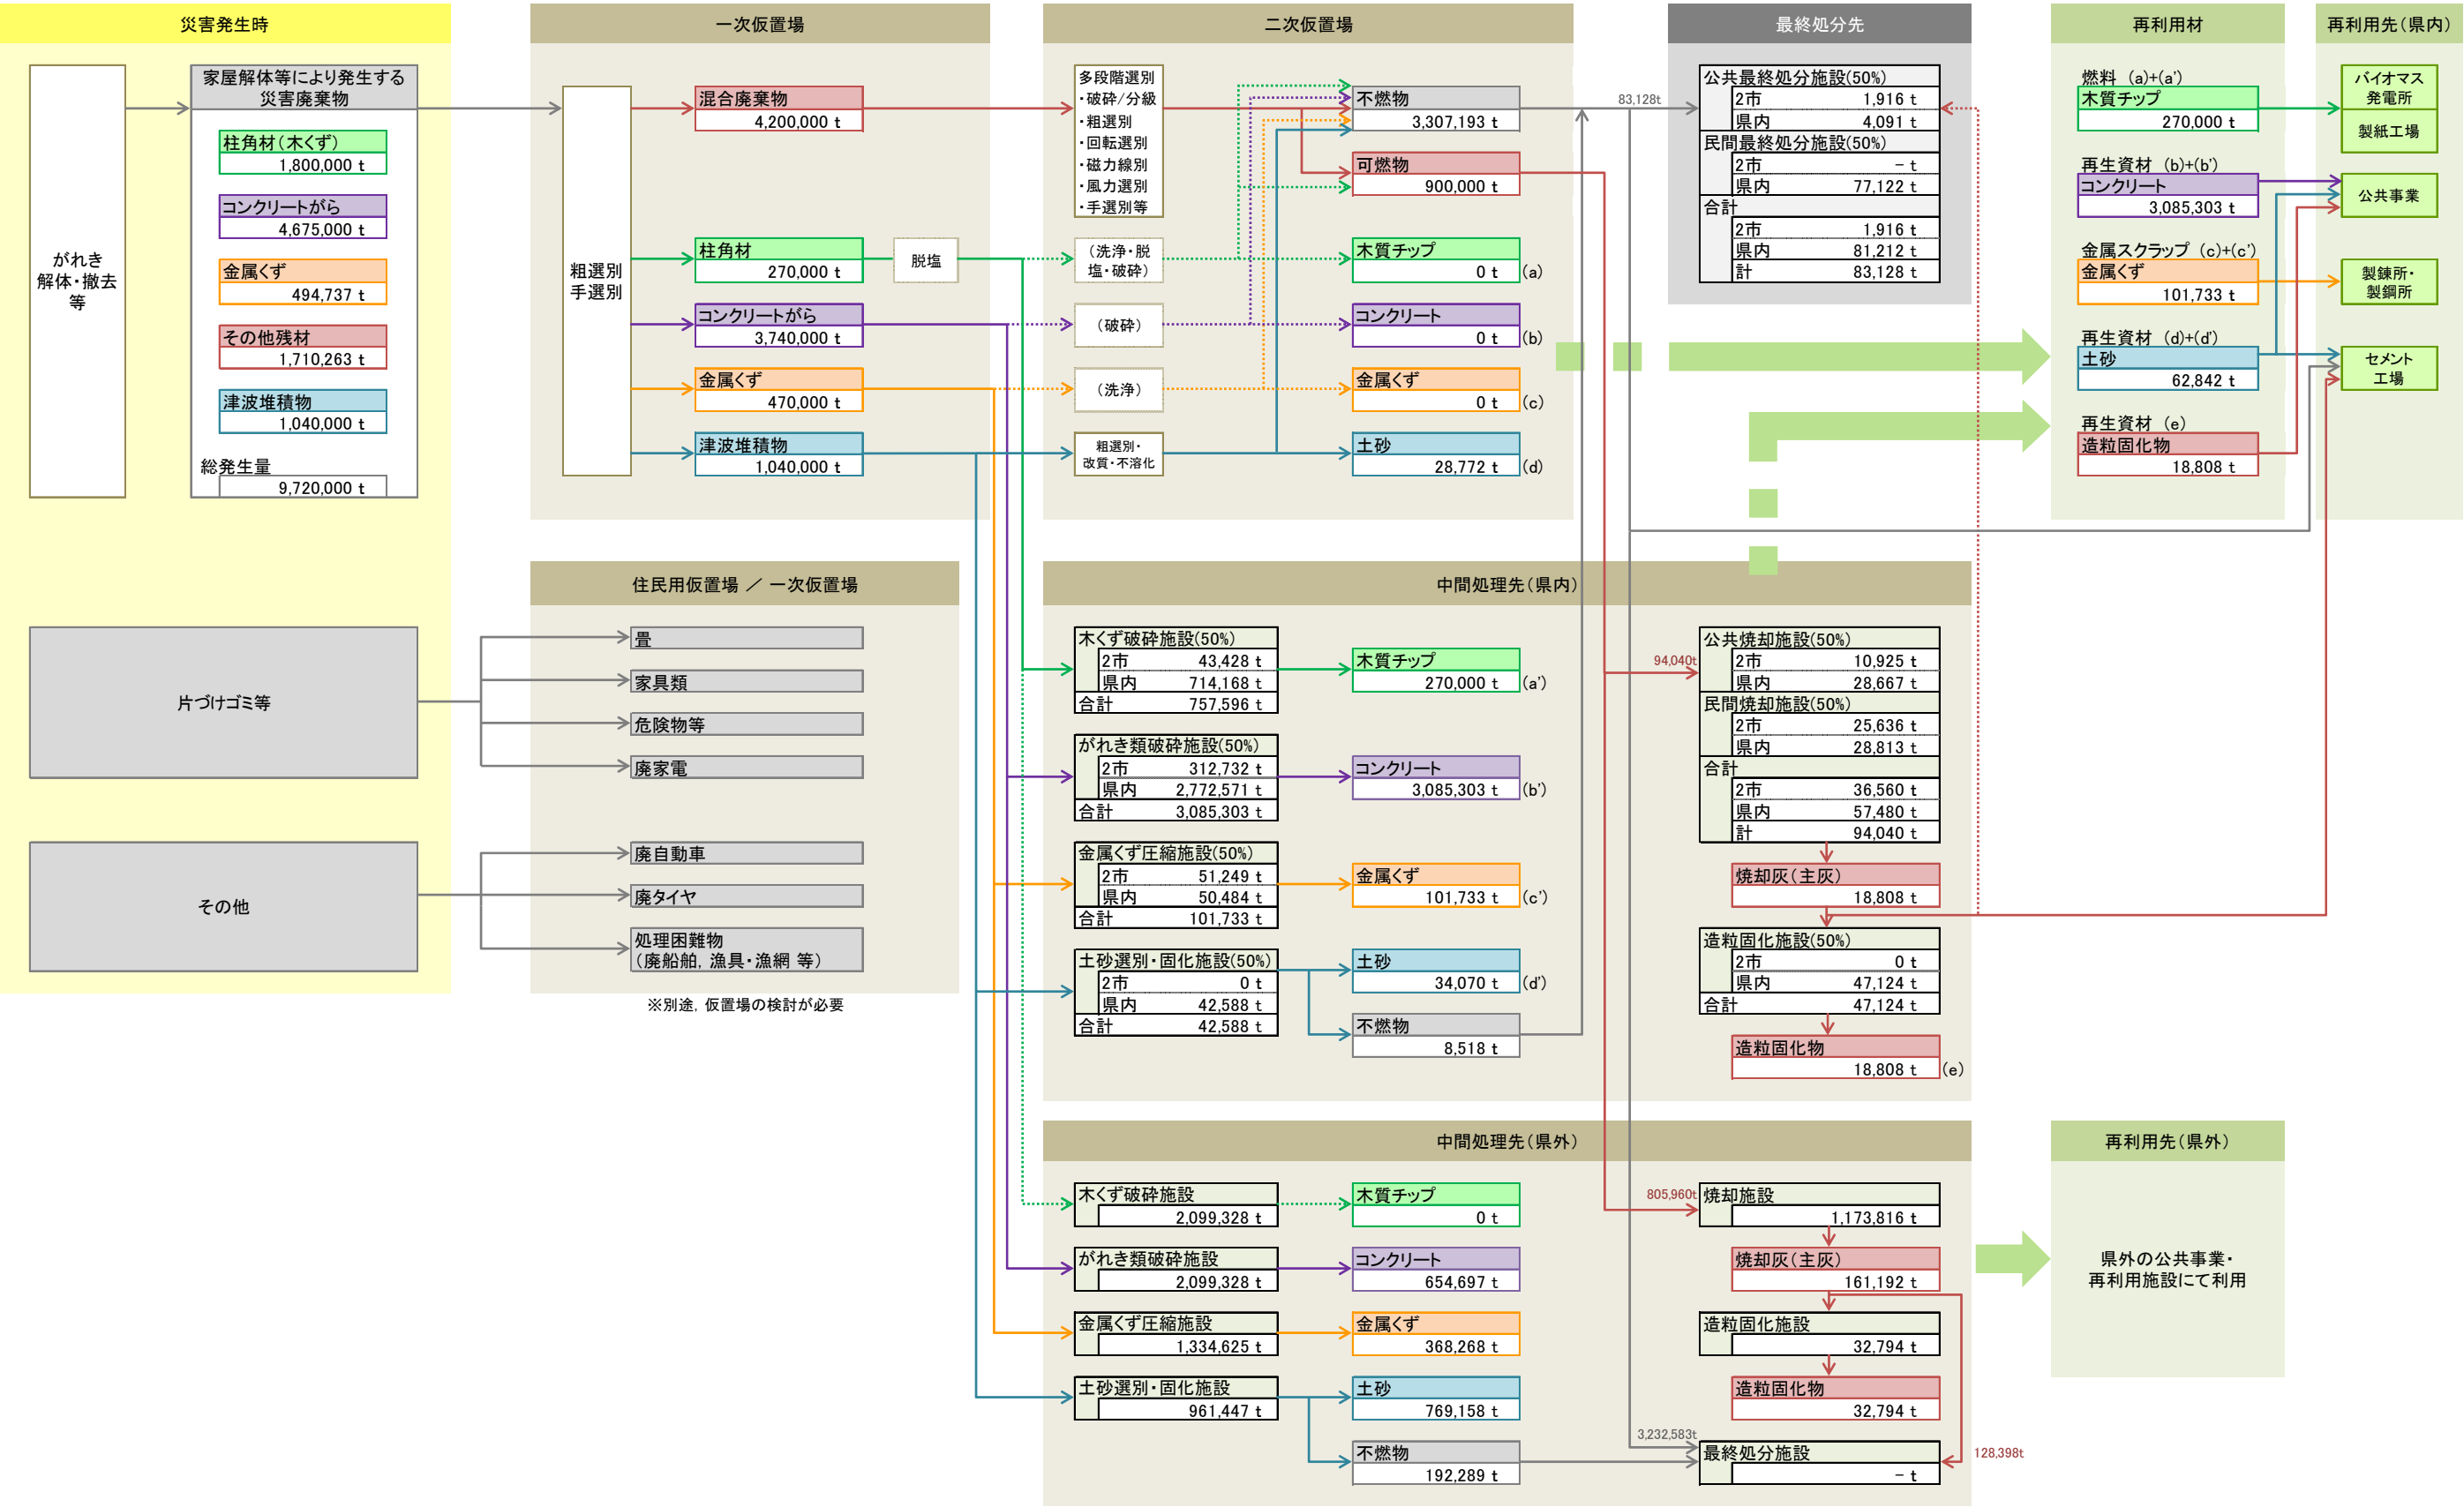 災害発生時
がれき
解体・撤去
等
家屋解体等により発生する
災害廃棄物
柱角材(木くず)
1,800,000 t
コンクリートがら
4,675,000 t
金属くず
494,737 t
その他残材
1,710,263 t
津波堆積物
1,040,000 t
総発生量
9,720,000 t
片づけゴミ等
その他
一次仮置場
粗選別
手選別
混合廃棄物
4,200,000 t
柱角材
270,000 t
脱塩
コンクリートがら
3,740,000 t
金属くず
470,000 t
津波堆積物
1,040,000 t
住民用仮置場 / 一次仮置場
畳
家具類
危険物等
廃家電
廃自動車
廃タイヤ
処理困難物
(廃船舶, 漁具・漁網 等)
※別途, 仮置場の検討が必要
二次仮置場
多段階選別
・破砕/分級
・粗選別
・回転選別
・磁力線別
・風力選別
・手選別等
(洗浄・脱
塩・破砕)
(破砕)
(洗浄)
粗選別・
改質・不溶化
不燃物
3,307,193 t
可燃物
900,000 t
木質チップ
0 t (a)
コンクリート
0 t (b)
金属くず
0 t (c)
土砂
28,772 t (d)
83,128t
最終処分先
公共最終処分施設(50%)
2市 1,916 t
県内 4,091 t
民間最終処分施設(50%)
2市 - t
県内 77,122 t
合計
2市 1,916 t
県内 81,212 t
計 83,128 t
再利用材
燃料 (a)+(a')
木質チップ
270,000 t
再生資材 (b)+(b')
コンクリート
3,085,303 t
金属スクラップ (c)+(c')
金属くず
101,733 t
再生資材 (d)+(d')
土砂
62,842 t
再生資材 (e)
造粒固化物
18,808 t
再利用先(県内)
バイオマス
発電所
製紙工場
公共事業
製錬所・
製鋼所
セメント
工場
中間処理先(県内)
木くず破砕施設(50%)
2市 43,428 t
県内 714,168 t
合計 757,596 t
木質チップ
270,000 t (a')
がれき類破砕施設(50%)
2市 312,732 t
県内 2,772,571 t
合計 3,085,303 t
コンクリート
3,085,303 t (b')
金属くず圧縮施設(50%)
2市 51,249 t
県内 50,484 t
合計 101,733 t
金属くず
101,733 t (c')
土砂選別・固化施設(50%)
2市 0 t
県内 42,588 t
合計 42,588 t
土砂
34,070 t (d')
不燃物
8,518 t
94,040t
公共焼却施設(50%)
2市 10,925 t
県内 28,667 t
民間焼却施設(50%)
2市 25,636 t
県内 28,813 t
合計
2市 36,560 t
県内 57,480 t
計 94,040 t
焼却灰(主灰)
18,808 t
造粒固化施設(50%)
2市 0 t
県内 47,124 t
合計 47,124 t
造粒固化物
18,808 t (e)
中間処理先(県外)
木くず破砕施設
2,099,328 t
木質チップ
0 t
がれき類破砕施設
2,099,328 t
コンクリート
654,697 t
金属くず圧縮施設
1,334,625 t
金属くず
368,268 t
土砂選別・固化施設
961,447 t
土砂
769,158 t
不燃物
192,289 t
805,960t
焼却施設
1,173,816 t
焼却灰(主灰)
161,192 t
造粒固化施設
32,794 t
造粒固化物
32,794 t
3,232,583t
最終処分施設
- t
128,398t
再利用先(県外)
県外の公共事業・
再利用施設にて利用